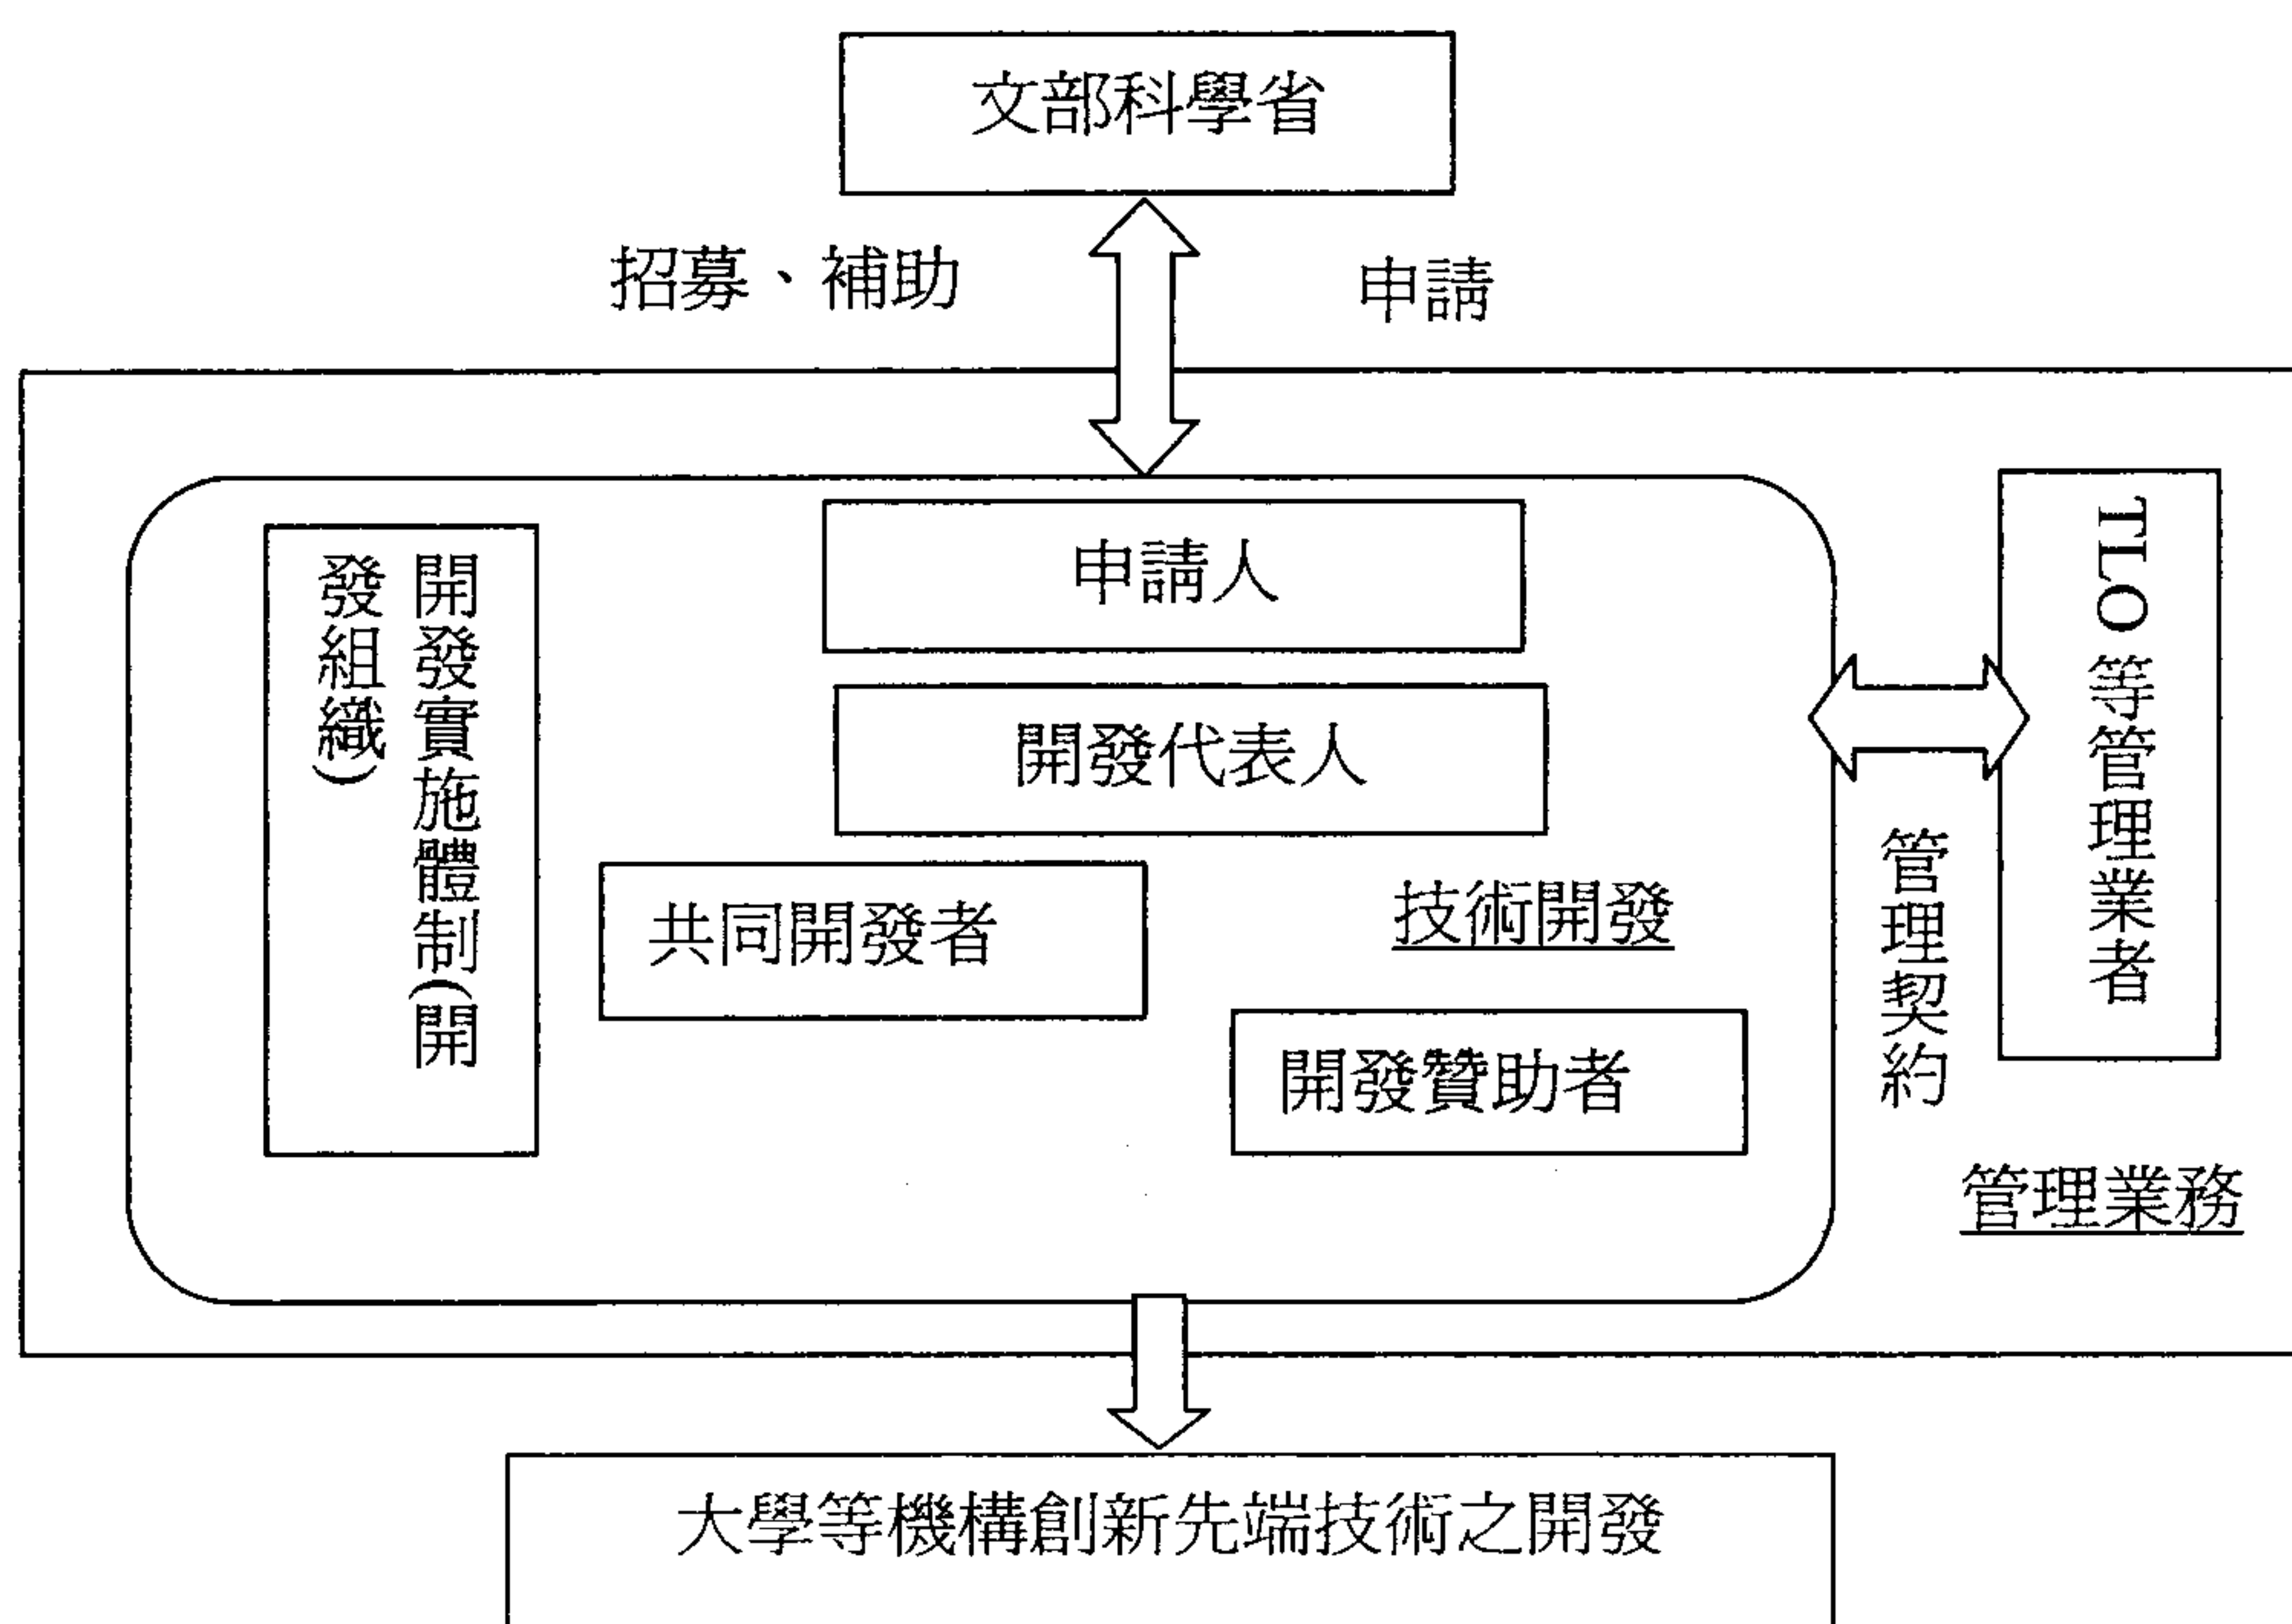 文部科學省
招募、補助
申請
開發實施體制(開
發組織)
申請人
開發代表人
共同開發者
技術開發
開發贊助者
管理契約
TLO 等管理業者
管理業務
大學等機構創新先端技術之開發